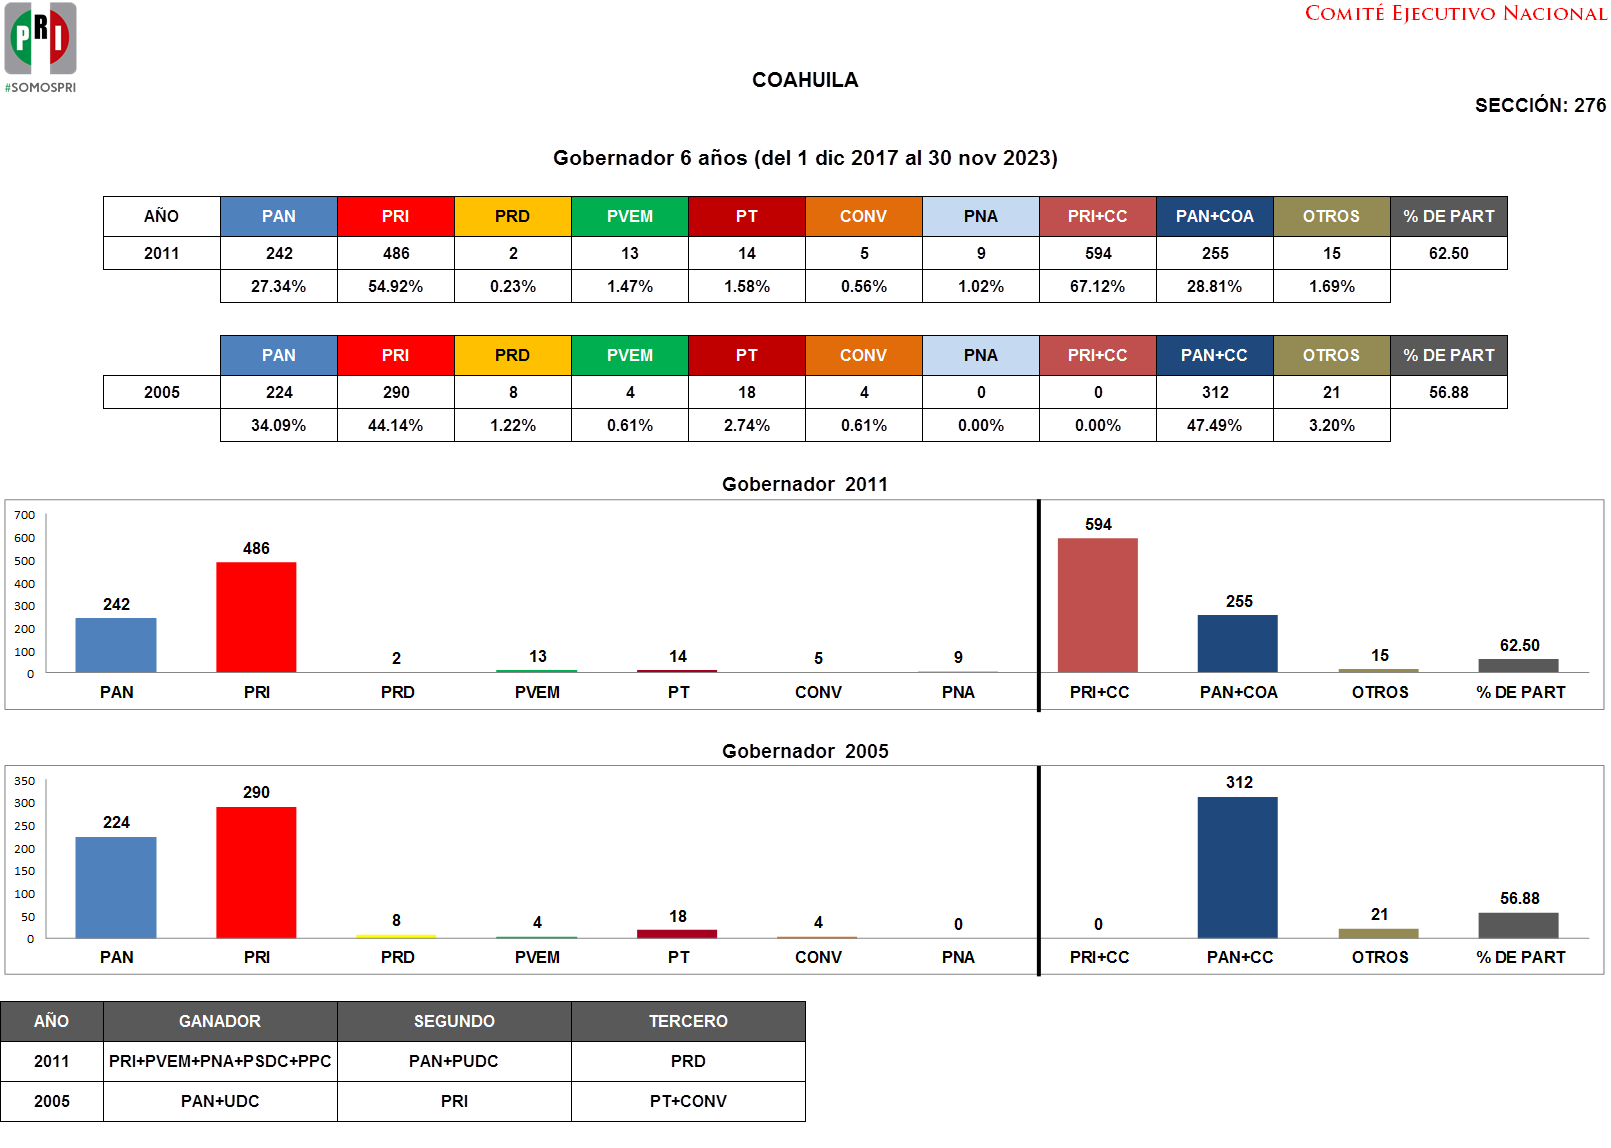 PRI
#SOMOSPRI
COMITÉ EJECUTIVO NACIONAL
COAHUILA
SECCIÓN: 276
Gobernador 6 años (del 1 dic 2017 al 30 nov 2023)
AÑO PAN PRI PRD PVEM PT CONV PNA PRI+CC PAN+COA OTROS % DE PART
2011 242 486 2 13 14 5 9 594 255 15 62.50
27.34% 54.92% 0.23% 1.47% 1.58% 0.56% 1.02% 67.12% 28.81% 1.69%
PAN PRI PRD PVEM PT CONV PNA PRI+CC PAN+CC OTROS % DE PART
2005 224 290 8 4 18 4 0 0 312 21 56.88
34.09% 44.14% 1.22% 0.61% 2.74% 0.61% 0.00% 0.00% 47.49% 3.20%
Gobernador 2011
700
600
500
400
300
200
100
0
242 486 2 13 14 5 9 594 255 15 62.50
PAN PRI PRD PVEM PT CONV PNA PRI+CC PAN+COA OTROS % DE PART
Gobernador 2005
350
300
250
200
150
100
50
0
224 290 8 4 18 4 0 0 312 21 56.88
PAN PRI PRD PVEM PT CONV PNA PRI+CC PAN+CC OTROS % DE PART
AÑO GANADOR SEGUNDO TERCERO
2011 PRI+PVEM+PNA+PSDC+PPC PAN+PUDC PRD
2005 PAN+UDC PRI PT+CONV